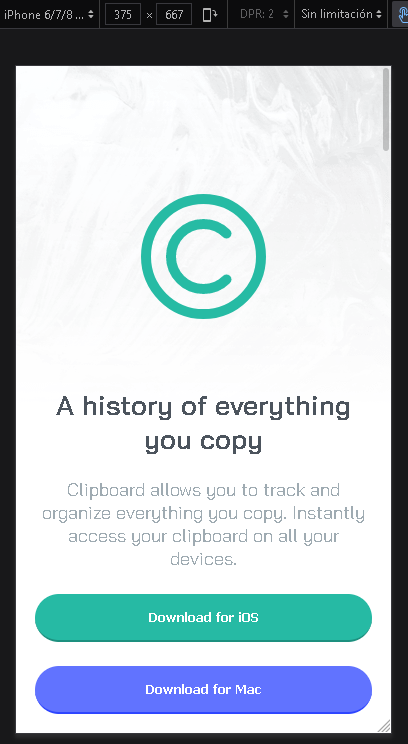 iPhone 6/7/8 ... 375 × 667 DPR: 2 Sin limitación
A history of everything
you copy
Clipboard allows you to track and
organize everything you copy. Instantly
access your clipboard on all your
devices.
Download for iOS
Download for Mac